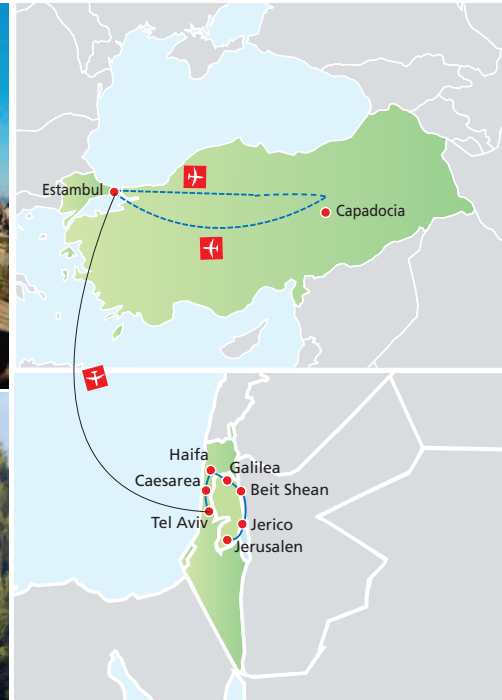 Estambul
Capadocia
Haifa
Galilea
Caesarea
Beit Shean
Tel Aviv
Jerico
Jerusalen